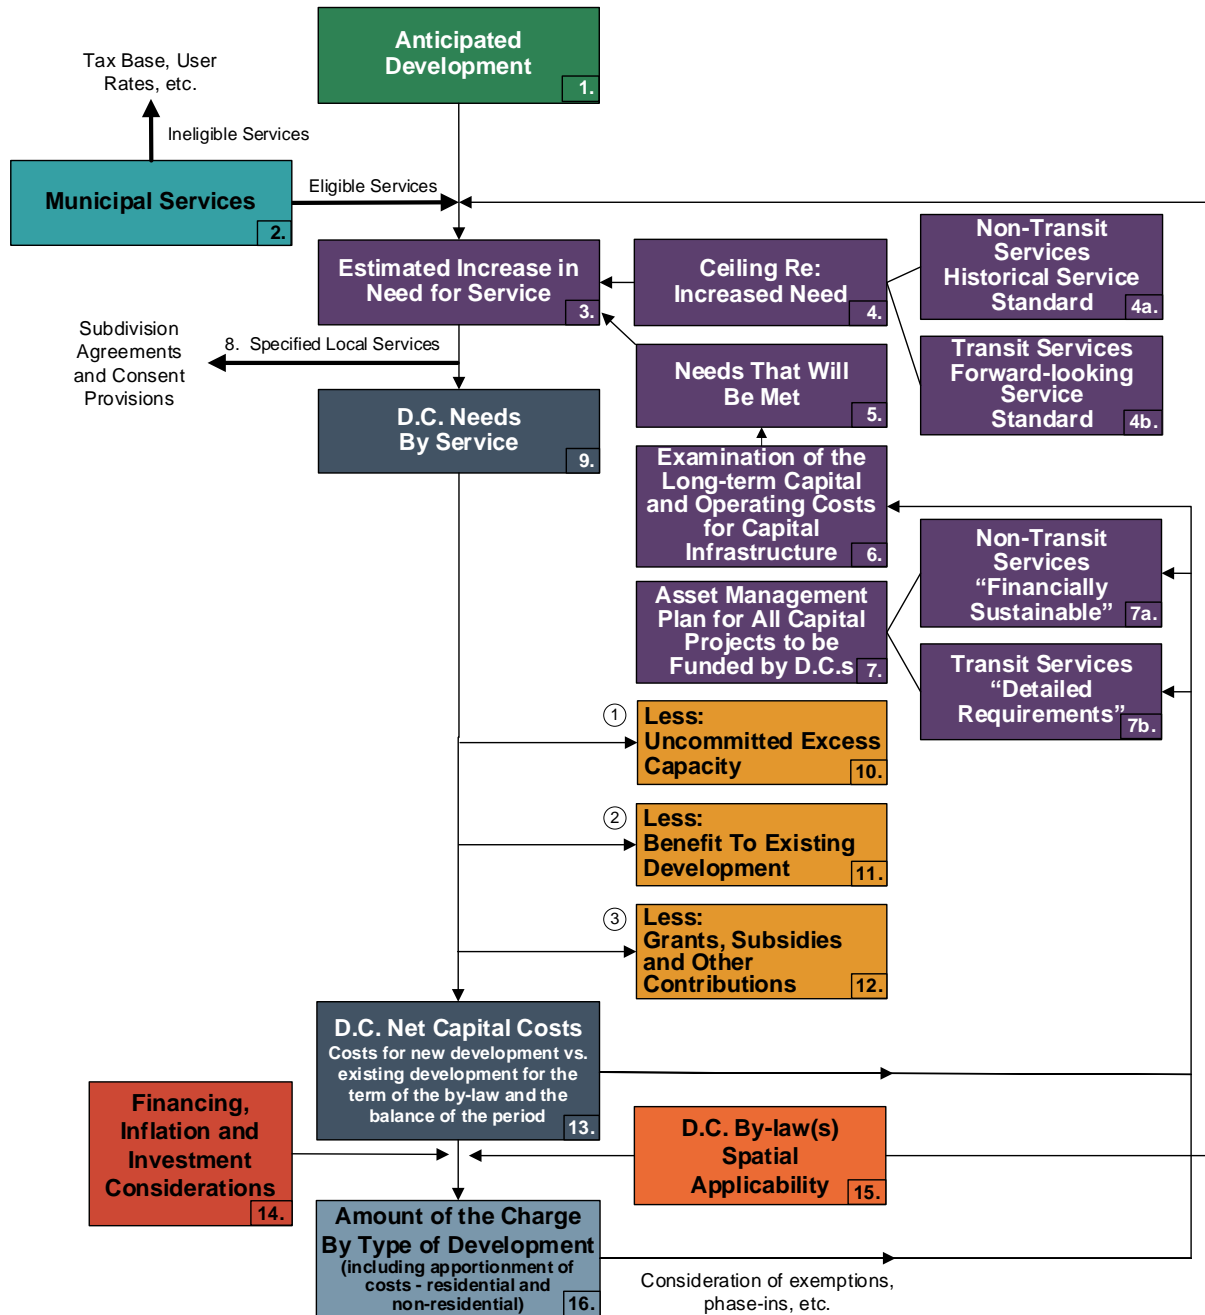 Anticipated
Development
1.
Tax Base, User
Rates, etc.
Ineligible Services
Municipal Services
2.
Eligible Services
Estimated Increase in
Need for Service
3.
Ceiling Re:
Increased Need
4.
Non-Transit
Services
Historical Service
Standard
4a.
Transit Services
Forward-looking
Service
Standard
4b.
Subdivision
Agreements
and Consent
Provisions
8. Specified Local Services
Needs That Will
Be Met
5.
D.C. Needs
By Service
9.
Examination of the
Long-term Capital
and Operating Costs
for Capital
Infrastructure
6.
Non-Transit
Services
“Financially
Sustainable”
7a.
Asset Management
Plan for All Capital
Projects to be
Funded by D.C.s
7.
Transit Services
“Detailed
Requirements”
7b.
1
Less:
Uncommitted Excess
Capacity
10.
2
Less:
Benefit To Existing
Development
11.
3
Less:
Grants, Subsidies
and Other
Contributions
12.
D.C. Net Capital Costs
Costs for new development vs.
existing development for the
term of the by-law and the
balance of the period
13.
Financing,
Inflation and
Investment
Considerations
14.
D.C. By-law(s)
Spatial
Applicability
15.
Amount of the Charge
By Type of Development
(including apportionment of
costs - residential and
non-residential)
16.
Consideration of exemptions,
phase-ins, etc.